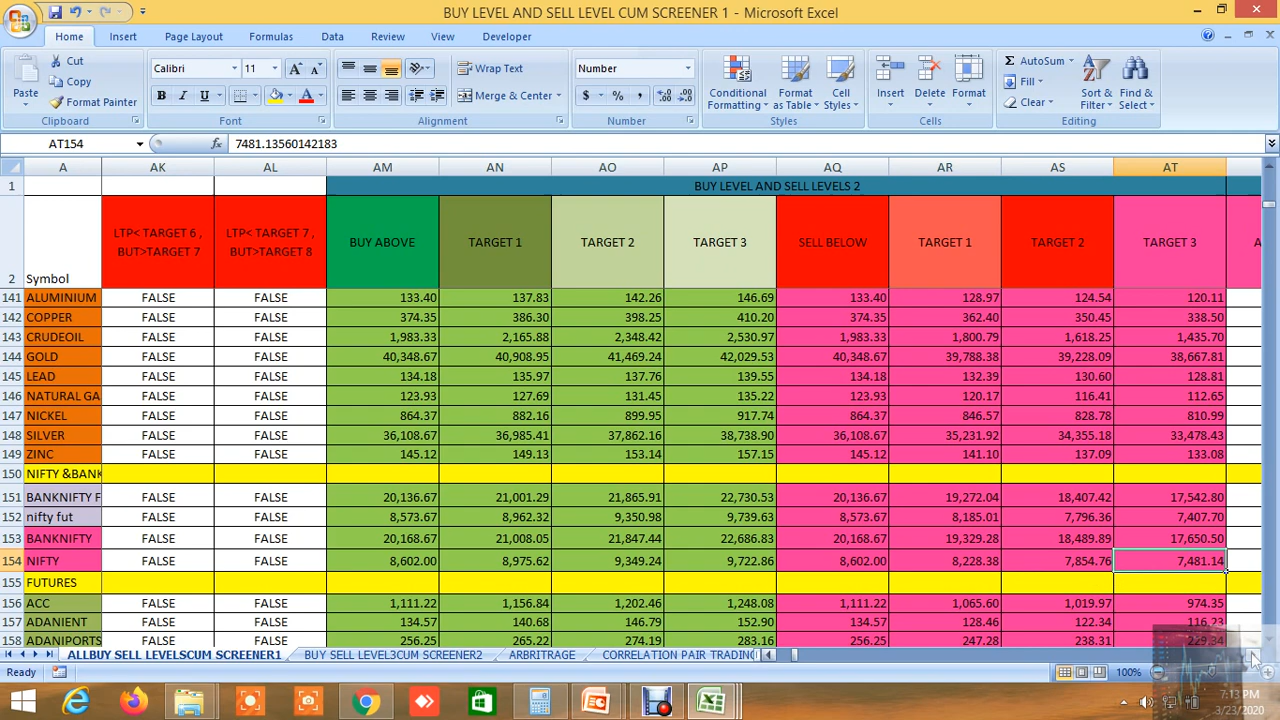 BUY LEVEL AND SELL LEVEL CUM SCREENER 1 - Microsoft Excel
Home Insert Page Layout Formulas Data Review View Developer
Cut
Copy
Format Painter
Paste
Clipboard
Calibri 11
B I U
Font
Wrap Text
Merge & Center
Alignment
Number
$ % ,
Number
Conditional Formatting
Format as Table
Cell Styles
Styles
Insert Delete Format
Cells
AutoSum
Fill
Clear
Sort & Filter
Find & Select
Editing
AT154 fx 7481.13560142183
A AK AL AM AN AO AP AQ AR AS AT
1 BUY LEVEL AND SELL LEVELS 2
2 Symbol LTP< TARGET 6 , BUT>TARGET 7 LTP< TARGET 7 , BUT>TARGET 8 BUY ABOVE TARGET 1 TARGET 2 TARGET 3 SELL BELOW TARGET 1 TARGET 2 TARGET 3 A
141 ALUMINIUM FALSE FALSE 133.40 137.83 142.26 146.69 133.40 128.97 124.54 120.11
142 COPPER FALSE FALSE 374.35 386.30 398.25 410.20 374.35 362.40 350.45 338.50
143 CRUDEOIL FALSE FALSE 1,983.33 2,165.88 2,348.42 2,530.97 1,983.33 1,800.79 1,618.25 1,435.70
144 GOLD FALSE FALSE 40,348.67 40,908.95 41,469.24 42,029.53 40,348.67 39,788.38 39,228.09 38,667.81
145 LEAD FALSE FALSE 134.18 135.97 137.76 139.55 134.18 132.39 130.60 128.81
146 NATURAL GA FALSE FALSE 123.93 127.69 131.45 135.22 123.93 120.17 116.41 112.65
147 NICKEL FALSE FALSE 864.37 882.16 899.95 917.74 864.37 846.57 828.78 810.99
148 SILVER FALSE FALSE 36,108.67 36,985.41 37,862.16 38,738.90 36,108.67 35,231.92 34,355.18 33,478.43
149 ZINC FALSE FALSE 145.12 149.13 153.14 157.15 145.12 141.10 137.09 133.08
150 NIFTY &BANK
151 BANKNIFTY F FALSE FALSE 20,136.67 21,001.29 21,865.91 22,730.53 20,136.67 19,272.04 18,407.42 17,542.80
152 nifty fut FALSE FALSE 8,573.67 8,962.32 9,350.98 9,739.63 8,573.67 8,185.01 7,796.36 7,407.70
153 BANKNIFTY FALSE FALSE 20,168.67 21,008.05 21,847.44 22,686.83 20,168.67 19,329.28 18,489.89 17,650.50
154 NIFTY FALSE FALSE 8,602.00 8,975.62 9,349.24 9,722.86 8,602.00 8,228.38 7,854.76 7,481.14
155 FUTURES
156 ACC FALSE FALSE 1,111.22 1,156.84 1,202.46 1,248.08 1,111.22 1,065.60 1,019.97 974.35
157 ADANIENT FALSE FALSE 134.57 140.68 146.79 152.90 134.57 128.46 122.34 116.23
158 ADANIPORTS FALSE FALSE 256.25 265.22 274.19 283.16 256.25 247.28 238.31 229.34
ALLBUY SELL LEVELSCUM SCREENER1 BUY SELL LEVEL3CUM SCREENER2 ARBITRAGE CORRELATION PAIR TRADING
Ready 100%
7:13 PM
3/23/2020